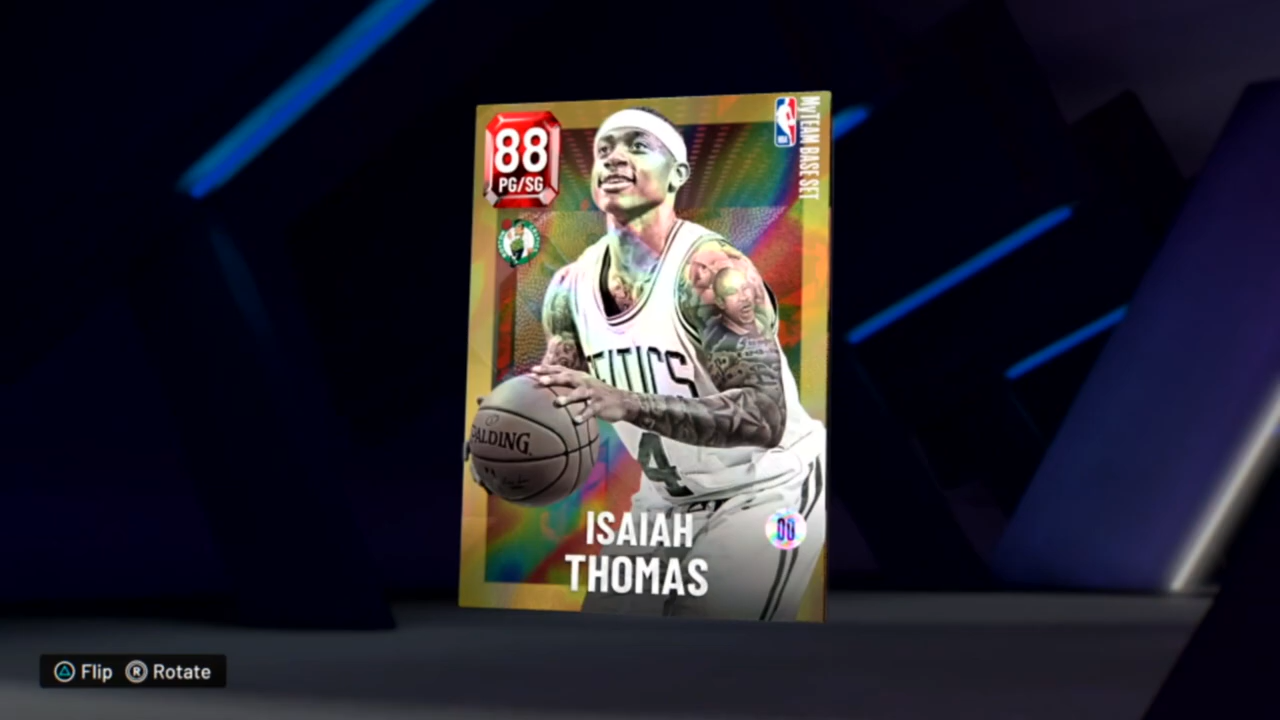 88
PG/SG
MyTEAM BASE SET
CELTICS
4
SPALDING
00
ISAIAH
THOMAS
Flip
Rotate